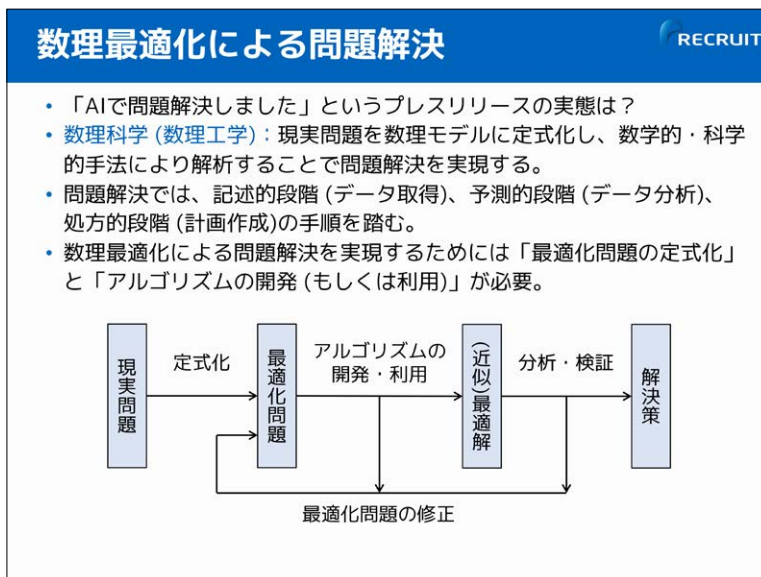 数理最適化による問題解決
RECRUIT
• 「AIで問題解決しました」というプレスリリースの実態は？
• 数理科学 (数理工学)：現実問題を数理モデルに定式化し、数学的・科学
的手法により解析することで問題解決を実現する。
• 問題解決では、記述的段階 (データ取得)、予測的段階 (データ分析)、
処方的段階 (計画作成)の手順を踏む。
• 数理最適化による問題解決を実現するためには「最適化問題の定式化」
と「アルゴリズムの開発 (もしくは利用)」が必要。
現実問題
定式化
最適化問題
アルゴリズムの
開発・利用
(近似)最適解
分析・検証
解決策
最適化問題の修正